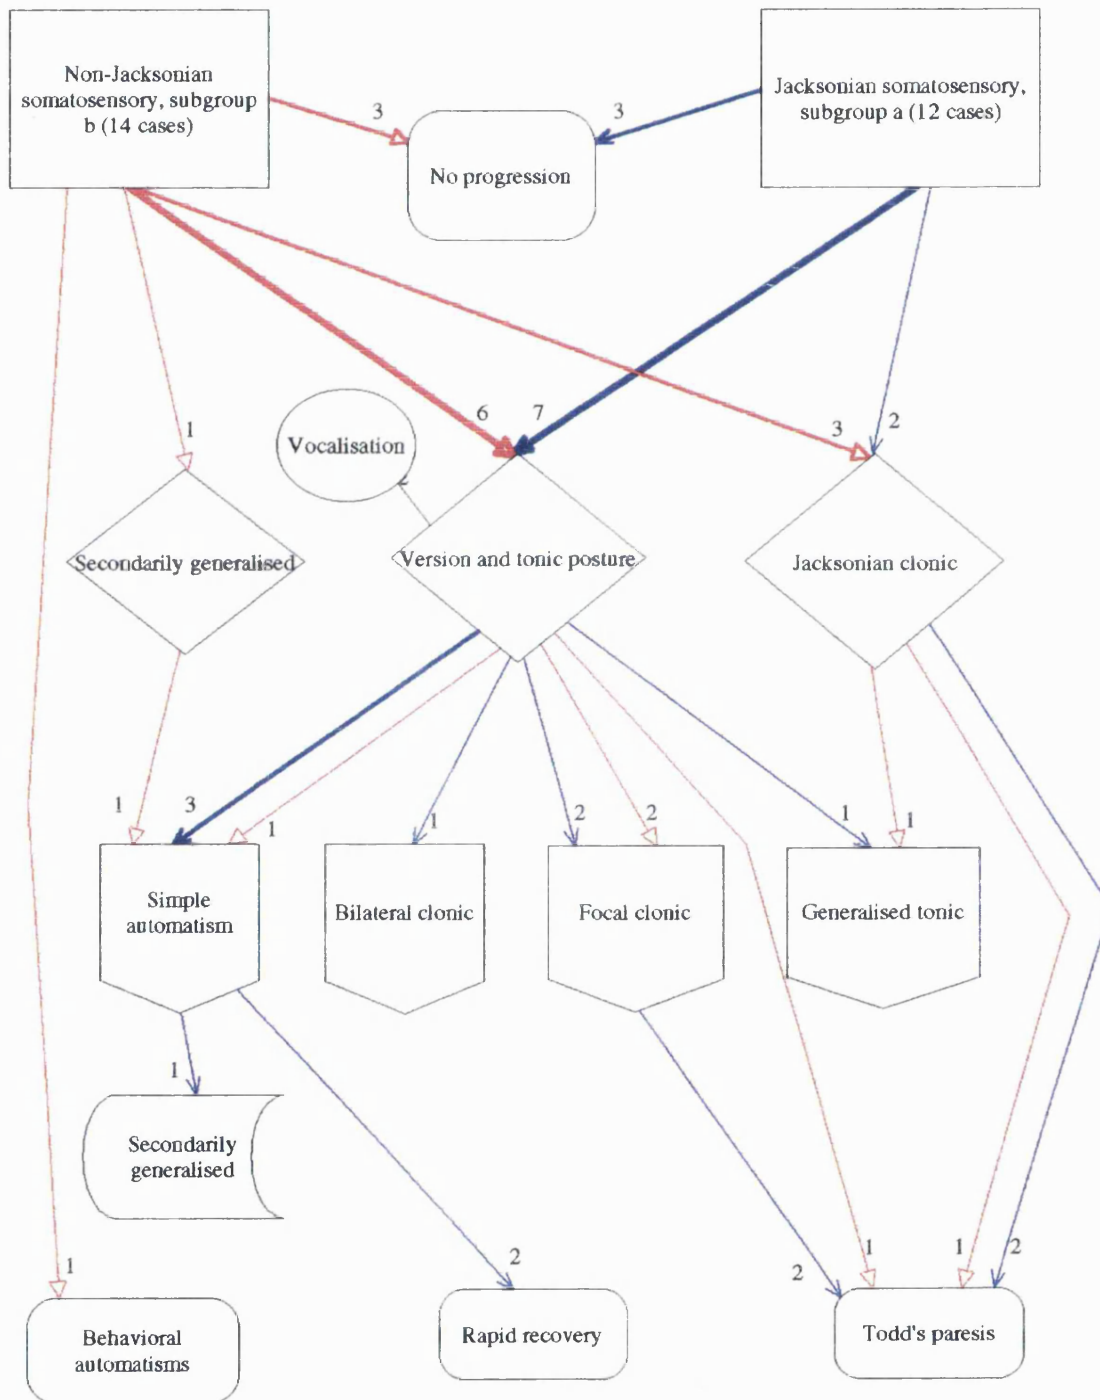 Non-Jacksonian
somatosensory, subgroup
b (14 cases)
Jacksonian somatosensory,
subgroup a (12 cases)
3
3
No progression
1
6
7
3
2
Vocalisation
2
Secondarily generalised
Version and tonic posture
Jacksonian clonic
1
3
1
1
2
2
1
1
Simple
automatism
Bilateral clonic
Focal clonic
Generalised tonic
1
Secondarily
generalised
1
2
2
1
1
2
Behavioral
automatisms
Rapid recovery
Todd's paresis